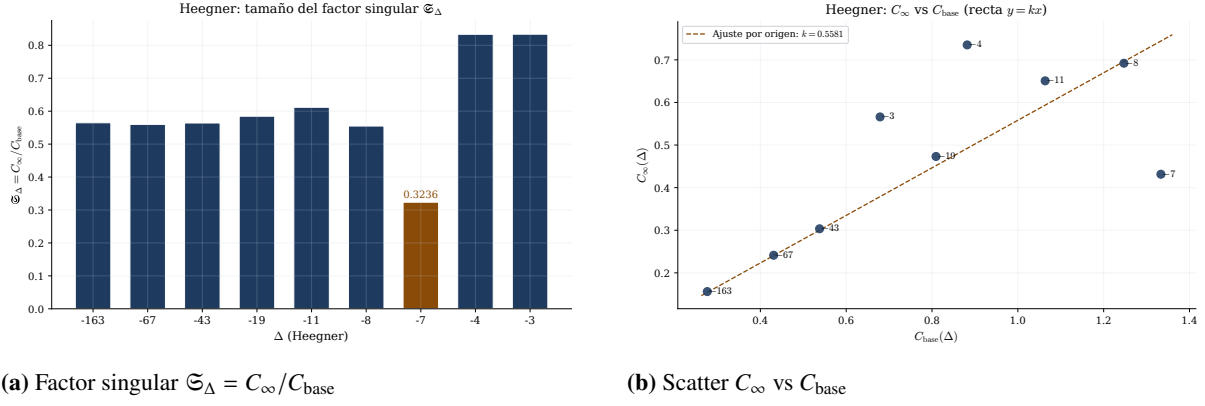 Heegner: tamaño del factor singular 𝔖_Δ
0.8
0.7
0.6
0.5
0.4
0.3
0.2
0.1
0.0
𝔖_Δ = C_∞/C_base
0.3236
-163 -67 -43 -19 -11 -8 -7 -4 -3
Δ (Heegner)
(a) Factor singular 𝔖_Δ = C_∞/C_base
Heegner: C_∞ vs C_base (recta y = kx)
Ajuste por origen: k = 0.5581
0.7
0.6
0.5
0.4
0.3
0.2
C_∞(Δ)
−4
−8
−11
−3
−19
−7
−43
−67
−163
0.4 0.6 0.8 1.0 1.2 1.4
C_base(Δ)
(b) Scatter C_∞ vs C_base